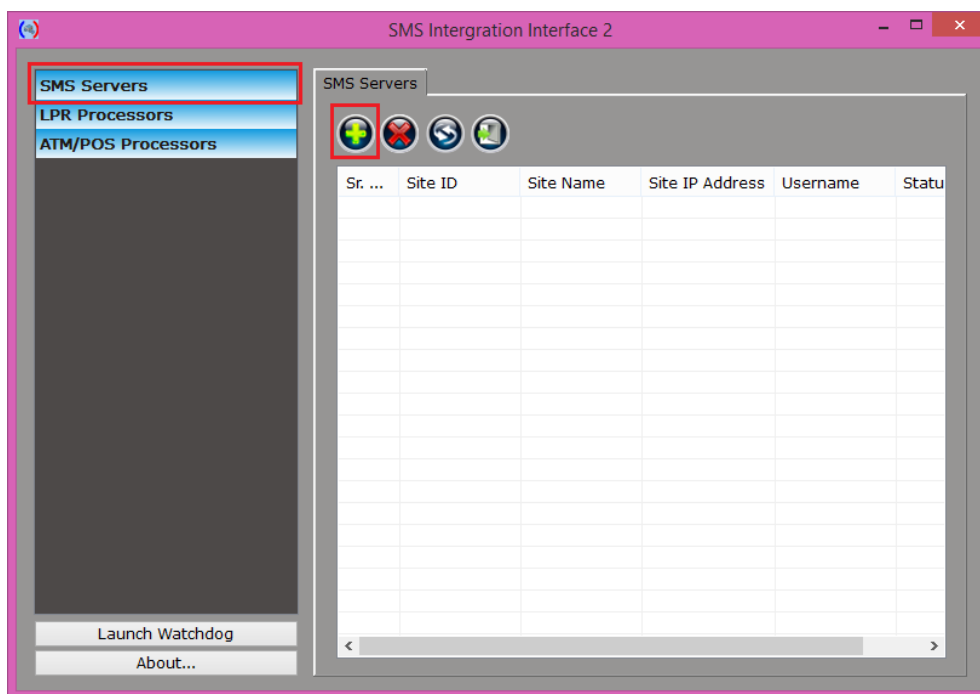 SMS Intergration Interface 2
SMS Servers
LPR Processors
ATM/POS Processors
SMS Servers
Sr. ... Site ID Site Name Site IP Address Username Statu
Launch Watchdog
About...